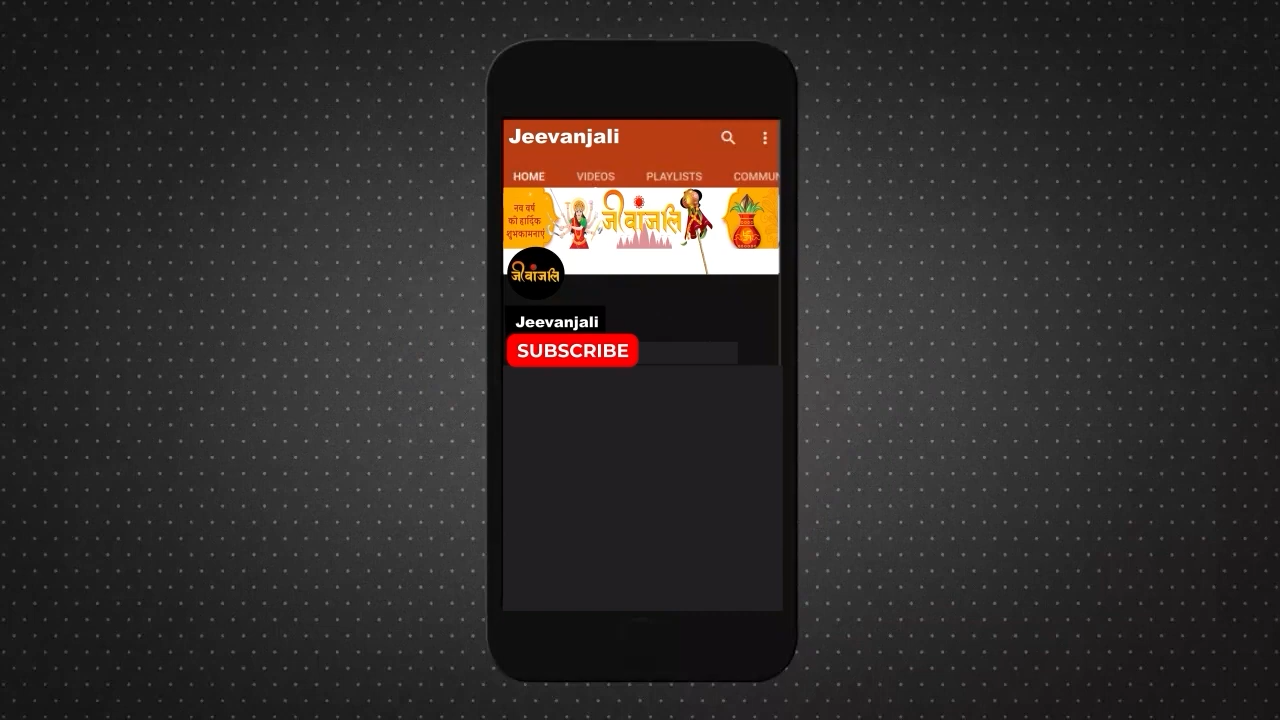 Jeevanjali
HOME VIDEOS PLAYLISTS COMMUN
नव वर्ष
की हार्दिक
शुभकामनाएं
जीवांजलि
जीवांजलि
Jeevanjali
SUBSCRIBE